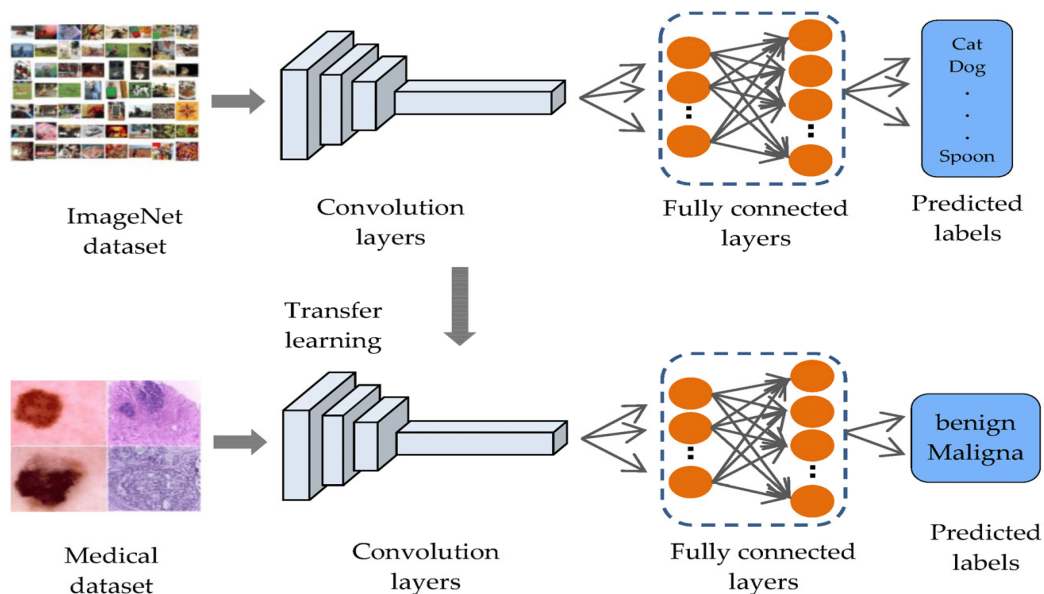 Cat
Dog
.
.
.
Spoon
ImageNet
dataset
Convolution
layers
Fully connected
layers
Predicted
labels
Transfer
learning
benign
Maligna
Medical
dataset
Convolution
layers
Fully connected
layers
Predicted
labels